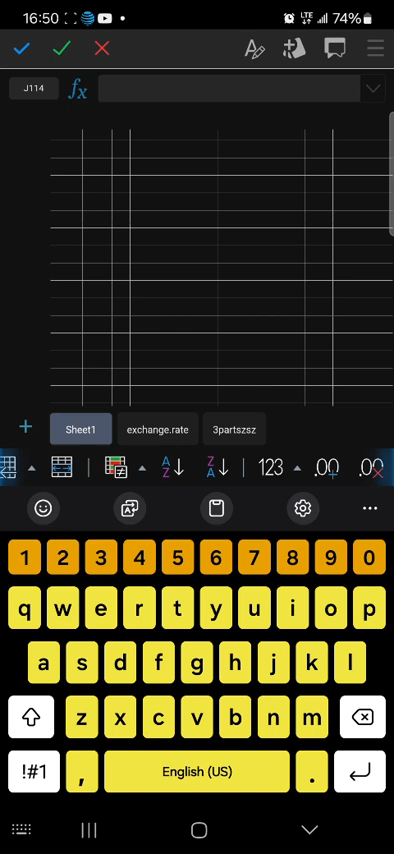 16:50 LTE 74%
J114 fx
Sheet1 exchange.rate 3partszsz
A Z Z A 123 .00 .00
1 2 3 4 5 6 7 8 9 0
q w e r t y u i o p
a s d f g h j k l
z x c v b n m
!#1 , English (US) .